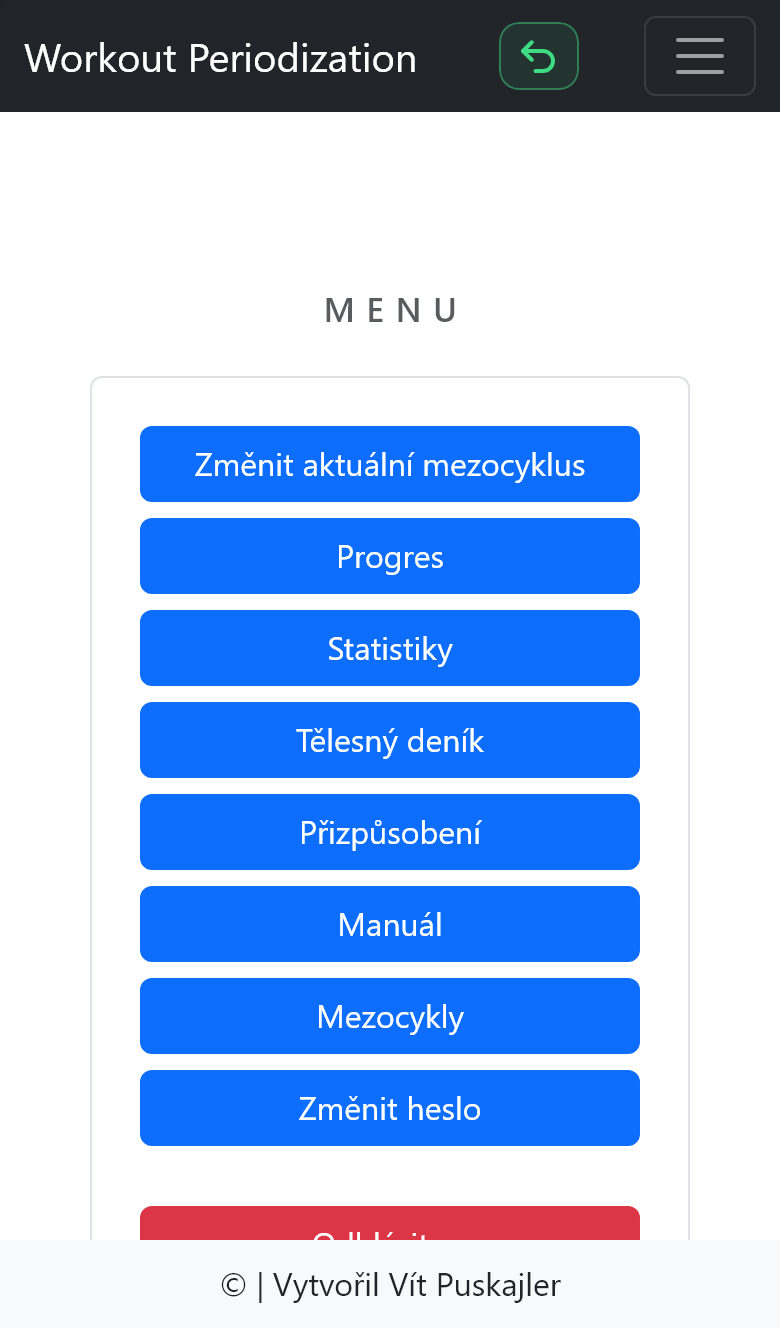 Workout Periodization
MENU
Změnit aktuální mezocyklus
Progres
Statistiky
Tělesný deník
Přizpůsobení
Manuál
Mezocykly
Změnit heslo
© | Vytvořil Vít Puskajler